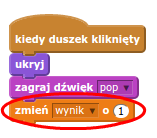 kiedy duszek kliknięty
ukryj
zagraj dźwięk pop
zmień wynik o 1